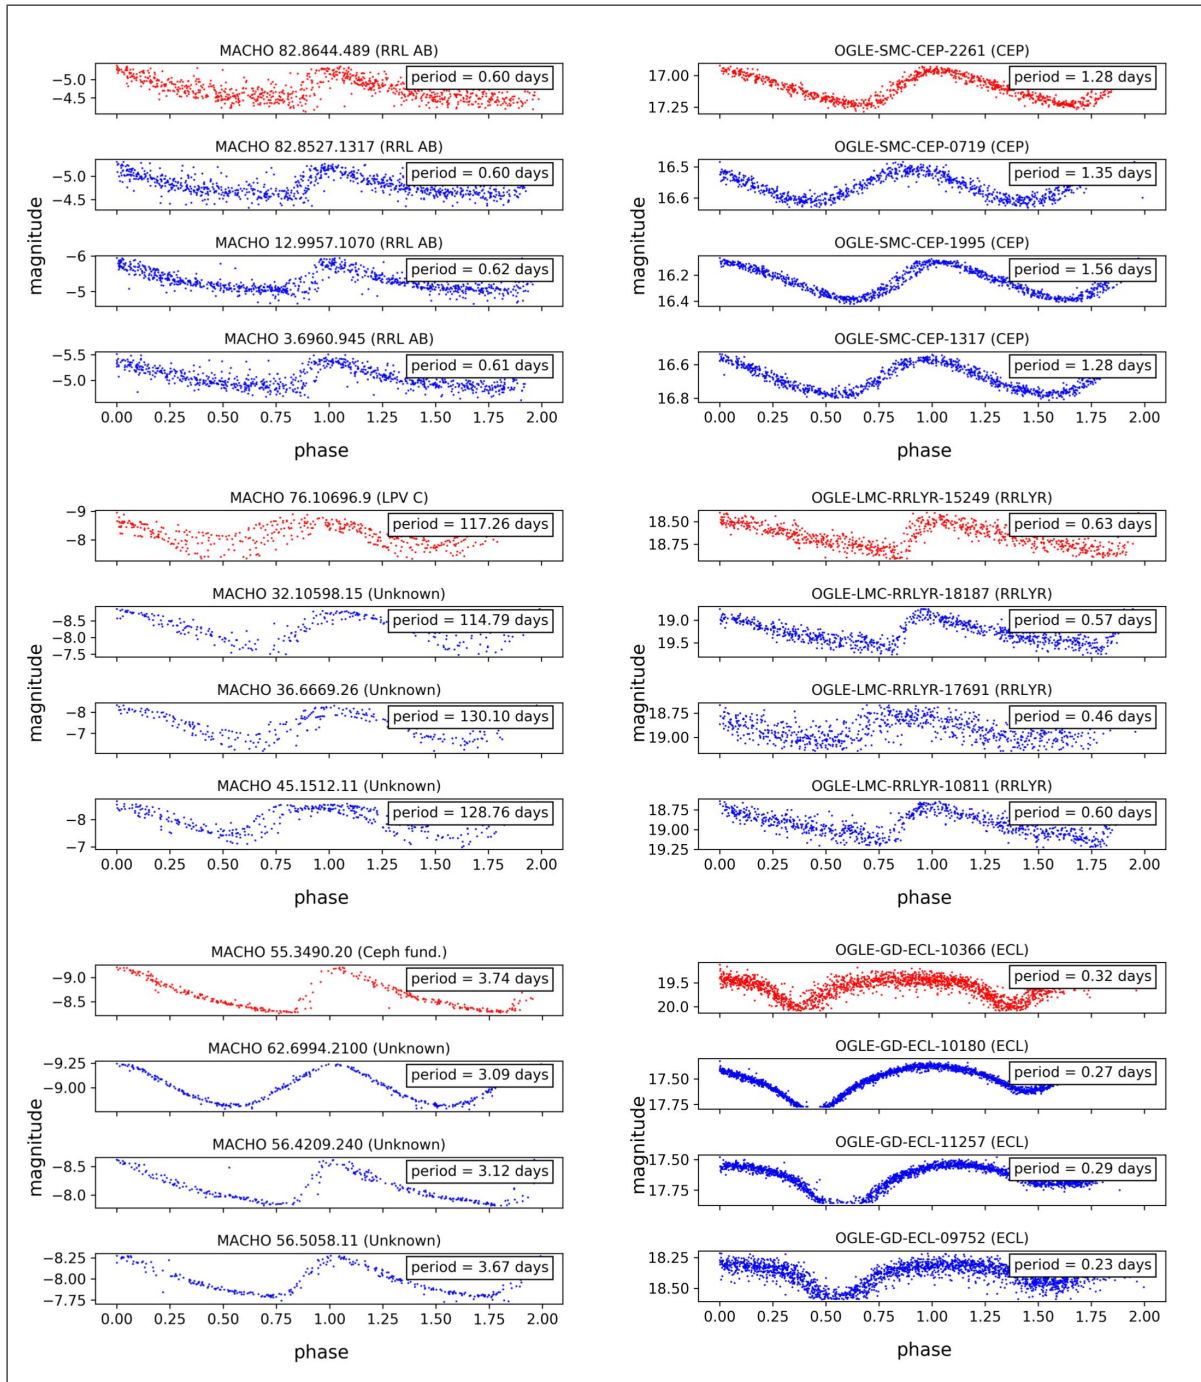 MACHO 82.8644.489 (RRL AB)
−5.0
−4.5
period = 0.60 days
MACHO 82.8527.1317 (RRL AB)
−5.0
−4.5
period = 0.60 days
MACHO 12.9957.1070 (RRL AB)
−6
−5
period = 0.62 days
MACHO 3.6960.945 (RRL AB)
−5.5
−5.0
period = 0.61 days
0.00 0.25 0.50 0.75 1.00 1.25 1.50 1.75 2.00
phase
magnitude
OGLE-SMC-CEP-2261 (CEP)
17.00
17.25
period = 1.28 days
OGLE-SMC-CEP-0719 (CEP)
16.5
16.6
period = 1.35 days
OGLE-SMC-CEP-1995 (CEP)
16.2
16.4
period = 1.56 days
OGLE-SMC-CEP-1317 (CEP)
16.6
16.8
period = 1.28 days
0.00 0.25 0.50 0.75 1.00 1.25 1.50 1.75 2.00
phase
magnitude
MACHO 76.10696.9 (LPV C)
−9
−8
period = 117.26 days
MACHO 32.10598.15 (Unknown)
−8.5
−8.0
−7.5
period = 114.79 days
MACHO 36.6669.26 (Unknown)
−8
−7
period = 130.10 days
MACHO 45.1512.11 (Unknown)
−8
−7
period = 128.76 days
0.00 0.25 0.50 0.75 1.00 1.25 1.50 1.75 2.00
phase
magnitude
OGLE-LMC-RRLYR-15249 (RRLYR)
18.50
18.75
period = 0.63 days
OGLE-LMC-RRLYR-18187 (RRLYR)
19.0
19.5
period = 0.57 days
OGLE-LMC-RRLYR-17691 (RRLYR)
18.75
19.00
period = 0.46 days
OGLE-LMC-RRLYR-10811 (RRLYR)
18.75
19.00
19.25
period = 0.60 days
0.00 0.25 0.50 0.75 1.00 1.25 1.50 1.75 2.00
phase
magnitude
MACHO 55.3490.20 (Ceph fund.)
−9.0
−8.5
period = 3.74 days
MACHO 62.6994.2100 (Unknown)
−9.25
−9.00
period = 3.09 days
MACHO 56.4209.240 (Unknown)
−8.5
−8.0
period = 3.12 days
MACHO 56.5058.11 (Unknown)
−8.25
−8.00
−7.75
period = 3.67 days
0.00 0.25 0.50 0.75 1.00 1.25 1.50 1.75 2.00
phase
magnitude
OGLE-GD-ECL-10366 (ECL)
19.5
20.0
period = 0.32 days
OGLE-GD-ECL-10180 (ECL)
17.50
17.75
period = 0.27 days
OGLE-GD-ECL-11257 (ECL)
17.50
17.75
period = 0.29 days
OGLE-GD-ECL-09752 (ECL)
18.25
18.50
period = 0.23 days
0.00 0.25 0.50 0.75 1.00 1.25 1.50 1.75 2.00
phase
magnitude